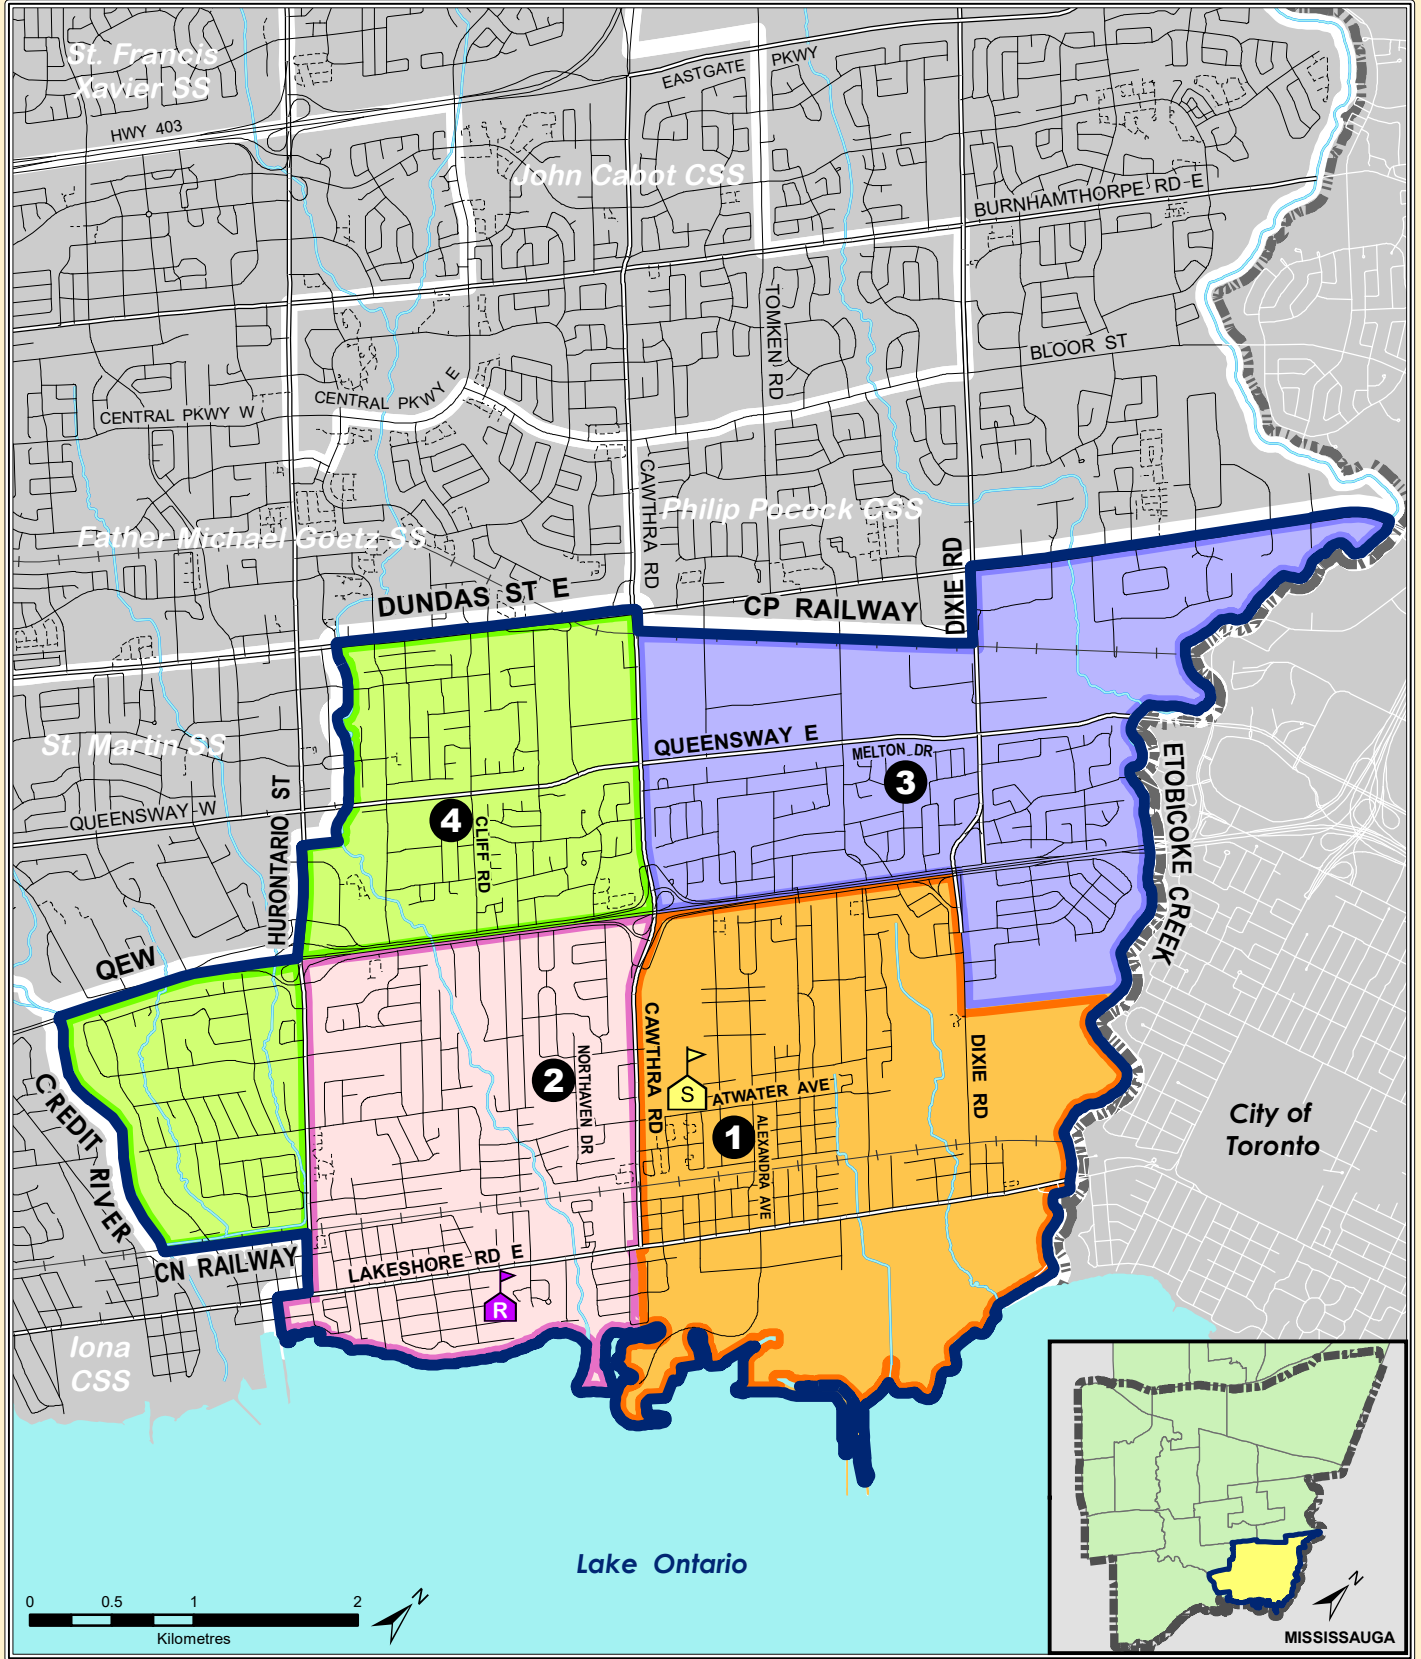 St. Francis
Xavier SS
HWY 403
EASTGATE PKWY
John Cabot CSS
BURNHAMTHORPE RD E
TOMKEN RD
BLOOR ST
CENTRAL PKWY W
CENTRAL PKWY E
CAWTHRA RD
Philip Pocock CSS
Father Michael Goetz SS
DUNDAS ST E
CP RAILWAY
DIXIE RD
St. Martin SS
QUEENSWAY E
MELTON DR
3
ETOBICOKE CREEK
QUEENSWAY W
HURONTARIO ST
4
CLIFF RD
QEW
CREDIT RIVER
2
NORTHAVEN DR
CAWTHRA RD
S
ATWATER AVE
1
ALEXANDRA AVE
DIXIE RD
City of
Toronto
CN RAILWAY
LAKESHORE RD E
R
Iona
CSS
Lake Ontario
0 0.5 1 2
Kilometres
N
N
MISSISSAUGA